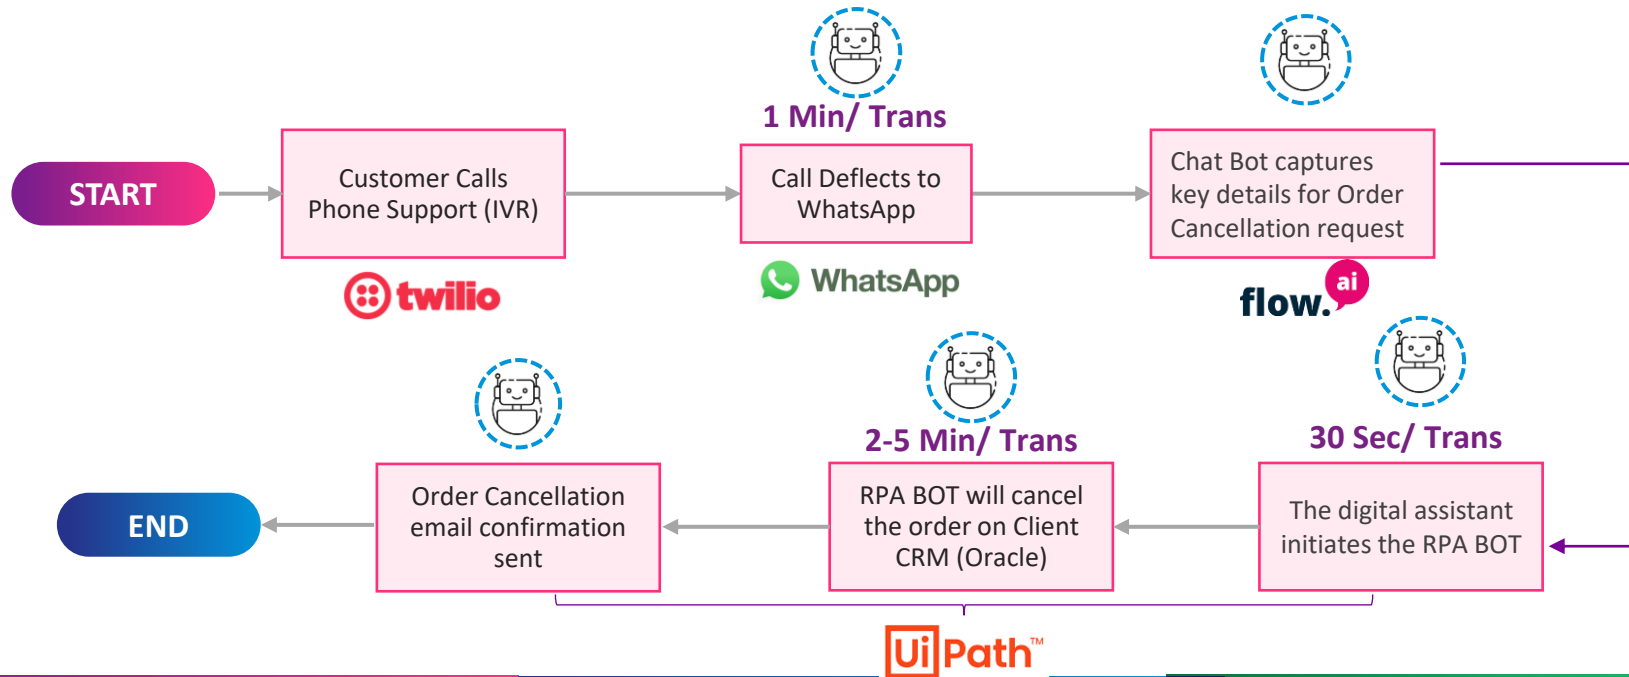 1 Min/ Trans
START
Customer Calls
Phone Support (IVR)
Call Deflects to
WhatsApp
Chat Bot captures
key details for Order
Cancellation request
twilio
WhatsApp
flow.ai
2-5 Min/ Trans
30 Sec/ Trans
END
Order Cancellation
email confirmation
sent
RPA BOT will cancel
the order on Client
CRM (Oracle)
The digital assistant
initiates the RPA BOT
UiPath™